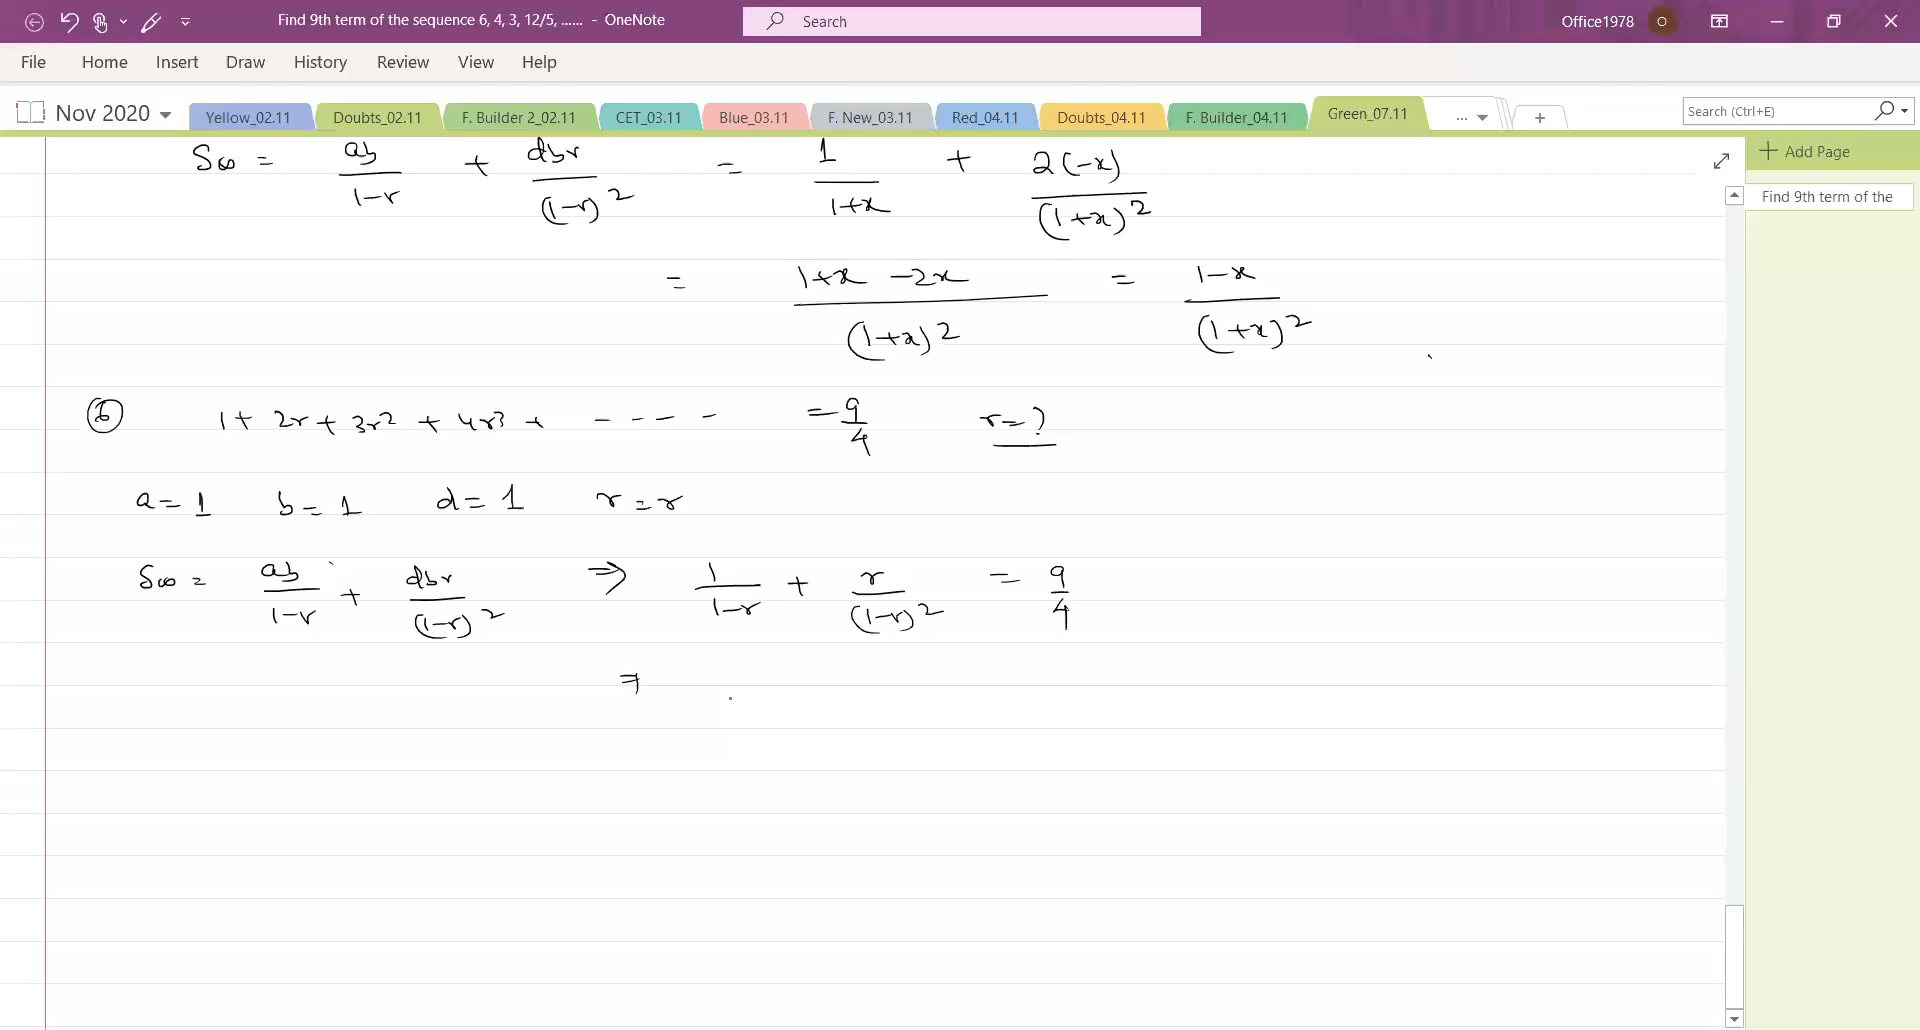 Find 9th term of the sequence 6, 4, 3, 12/5, ...... - OneNote
Search
Office1978
O
File Home Insert Draw History Review View Help
Nov 2020
Yellow_02.11 Doubts_02.11 F. Builder 2_02.11 CET_03.11 Blue_03.11 F. New_03.11 Red_04.11 Doubts_04.11 F. Builder_04.11 Green_07.11 ... +
Search (Ctrl+E)
+ Add Page
Find 9th term of the
S∞ = ab/(1-r) + dbr/(1-r)² = 1/(1+x) + 2(-x)/(1+x)²
= (1+x-2x)/(1+x)² = (1-x)/(1+x)²
1 + 2r + 3r² + 4r³ + - - - - = 9/4 r = ?
a = 1 b = 1 d = 1 r = r
S∞ = ab/(1-r) + dbr/(1-r)² ⇒ 1/(1-r) + r/(1-r)² = 9/4
⇒